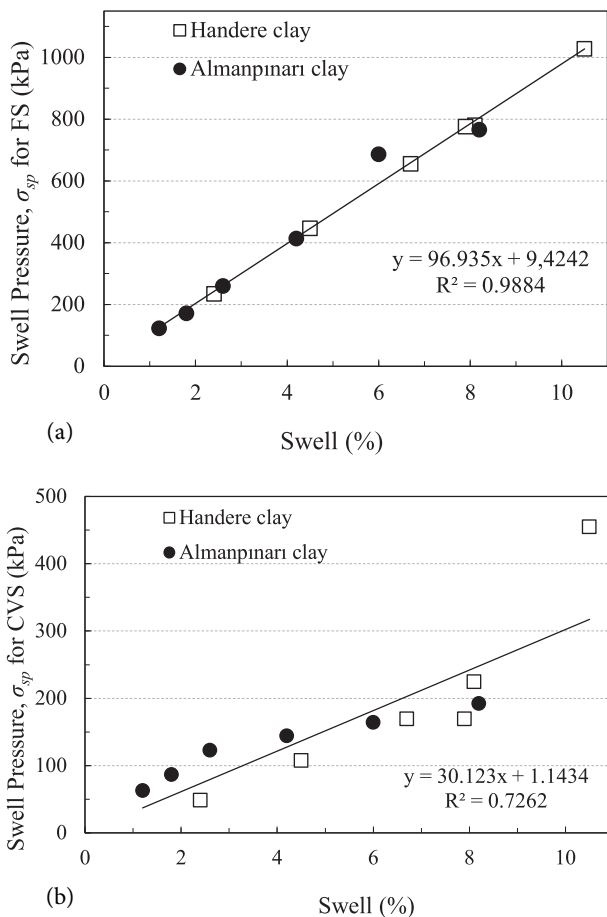 Handere clay
Almanpınarı clay
Swell Pressure, σsp for FS (kPa)
1000
800
600
400
200
0
y = 96.935x + 9,4242
R² = 0.9884
0 2 4 6 8 10
(a)
Swell (%)
Handere clay
Almanpınarı clay
Swell Pressure, σsp for CVS (kPa)
500
400
300
200
100
0
y = 30.123x + 1.1434
R² = 0.7262
0 2 4 6 8 10
(b)
Swell (%)